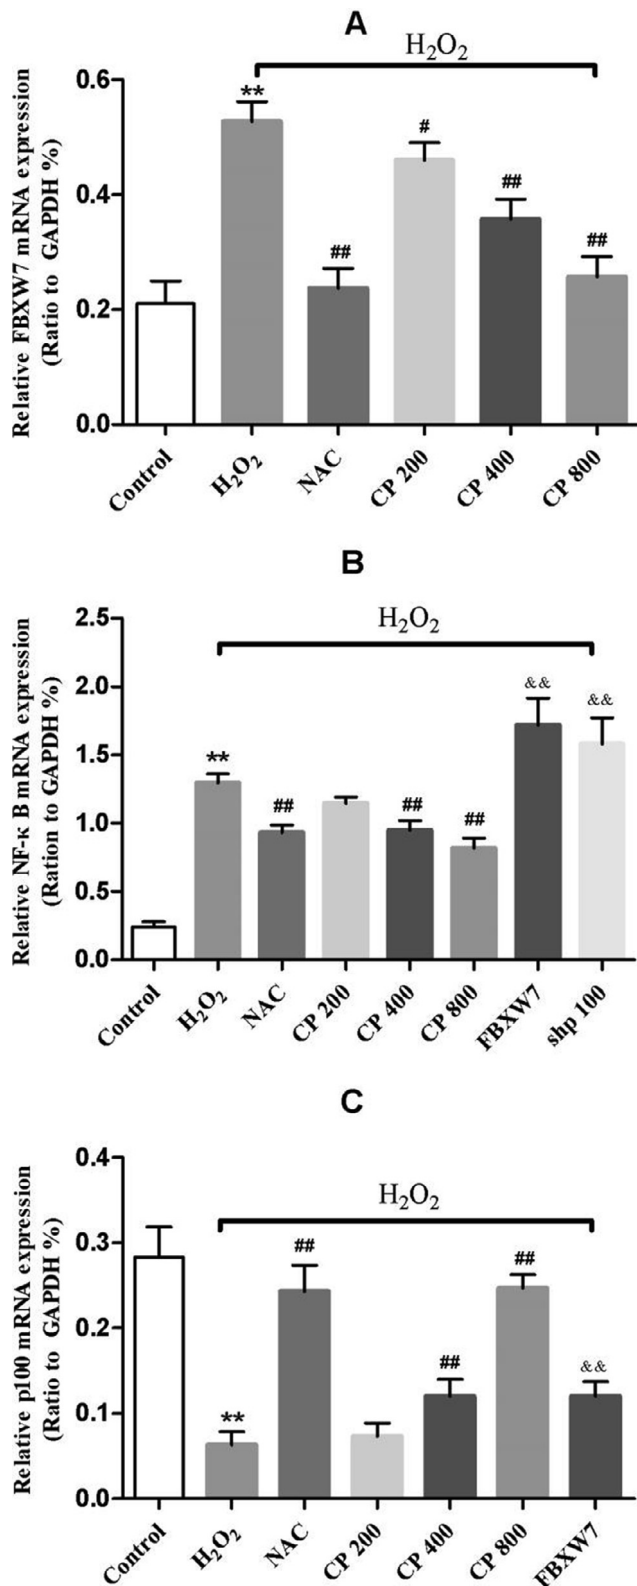 A
H₂O₂
Relative FBXW7 mRNA expression
(Ratio to GAPDH %)
0.6
0.4
0.2
0.0
**
##
#
##
##
Control
H₂O₂
NAC
CP 200
CP 400
CP 800
B
H₂O₂
Relative NF-κ B mRNA expression
(Ration to GAPDH %)
2.5
2.0
1.5
1.0
0.5
0.0
**
##
##
##
&&
&&
Control
H₂O₂
NAC
CP 200
CP 400
CP 800
FBXW7
shp 100
C
H₂O₂
Relative p100 mRNA expression
(Ratio to GAPDH %)
0.4
0.3
0.2
0.1
0.0
**
##
##
##
&&
Control
H₂O₂
NAC
CP 200
CP 400
CP 800
FBXW7